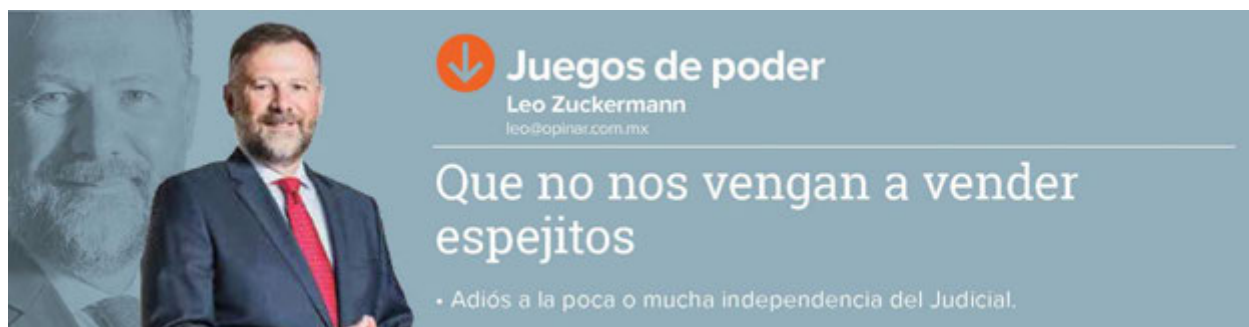 Juegos de poder
Leo Zuckermann
leo@opinar.com.mx
Que no nos vengan a vender
espejitos
• Adiós a la poca o mucha independencia del Judicial.